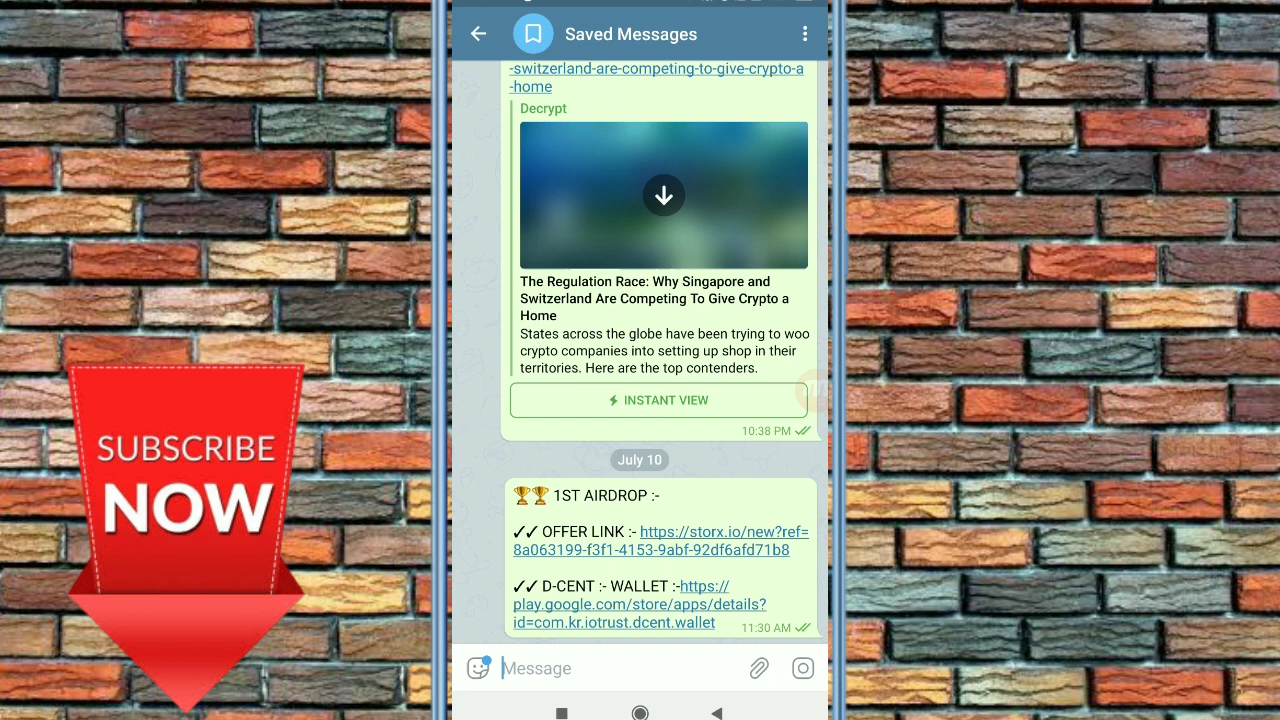 Saved Messages
-switzerland-are-competing-to-give-crypto-a
-home
Decrypt
The Regulation Race: Why Singapore and
Switzerland Are Competing To Give Crypto a
Home
States across the globe have been trying to woo
crypto companies into setting up shop in their
territories. Here are the top contenders.
INSTANT VIEW
10:38 PM
July 10
🏆🏆 1ST AIRDROP :-
✓✓ OFFER LINK :- https://storx.io/new?ref=
8a063199-f3f1-4153-9abf-92df6afd71b8
✓✓ D-CENT :- WALLET :-https://
play.google.com/store/apps/details?
id=com.kr.iotrust.dcent.wallet
11:30 AM
Message
SUBSCRIBE
NOW